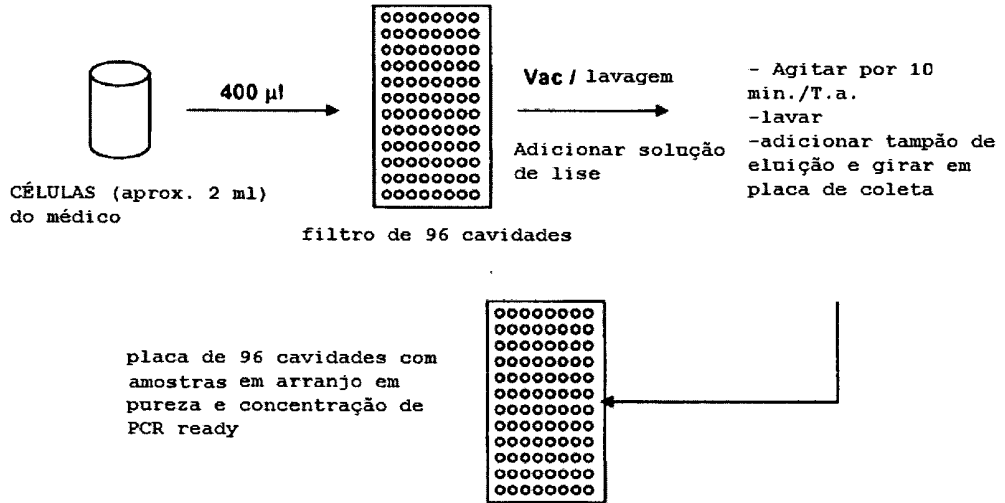 400 µl
Vac / lavagem
- Agitar por 10
min./T.a.
-lavar
-adicionar tampão de
eluição e girar em
placa de coleta
Adicionar solução
de lise
CÉLULAS (aprox. 2 ml)
do médico
filtro de 96 cavidades
placa de 96 cavidades com
amostras em arranjo em
pureza e concentração de
PCR ready